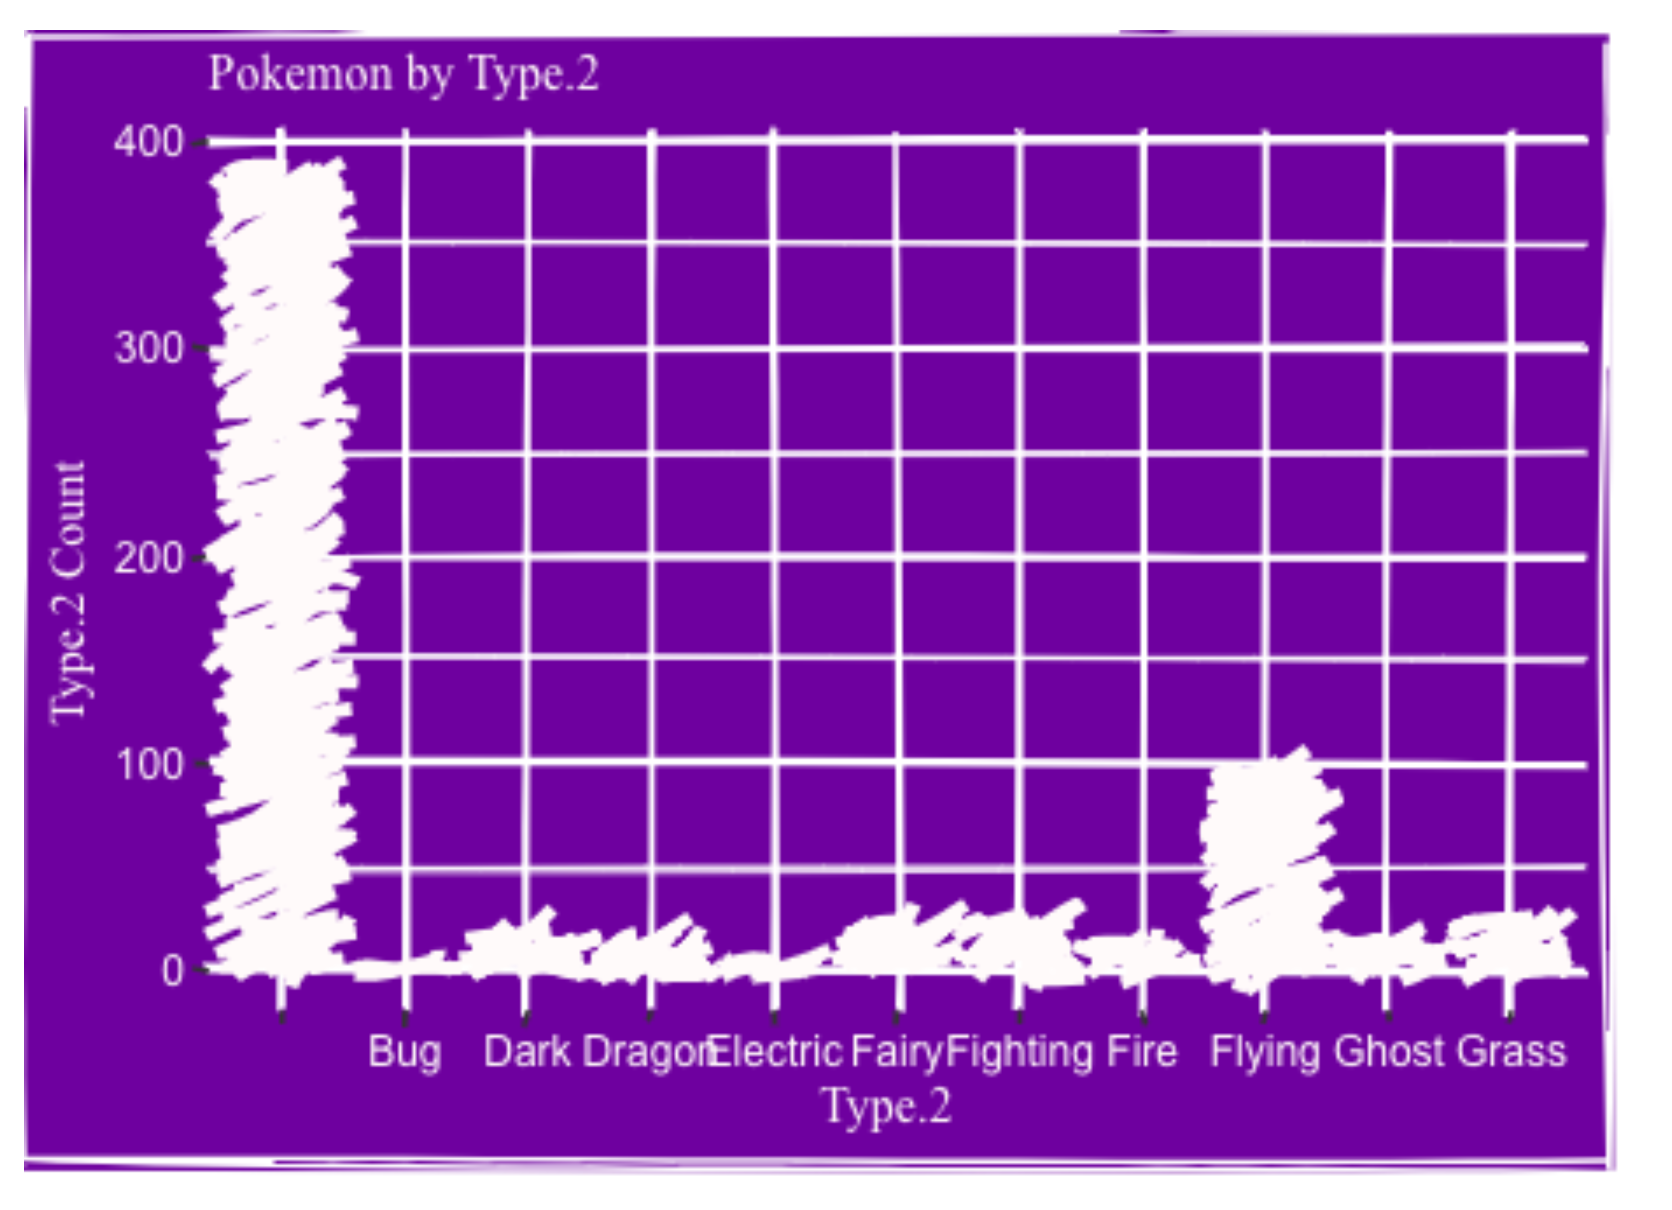 Pokemon by Type.2
Type.2 Count
400
300
200
100
0
Bug Dark Dragon Electric Fairy Fighting Fire Flying Ghost Grass
Type.2